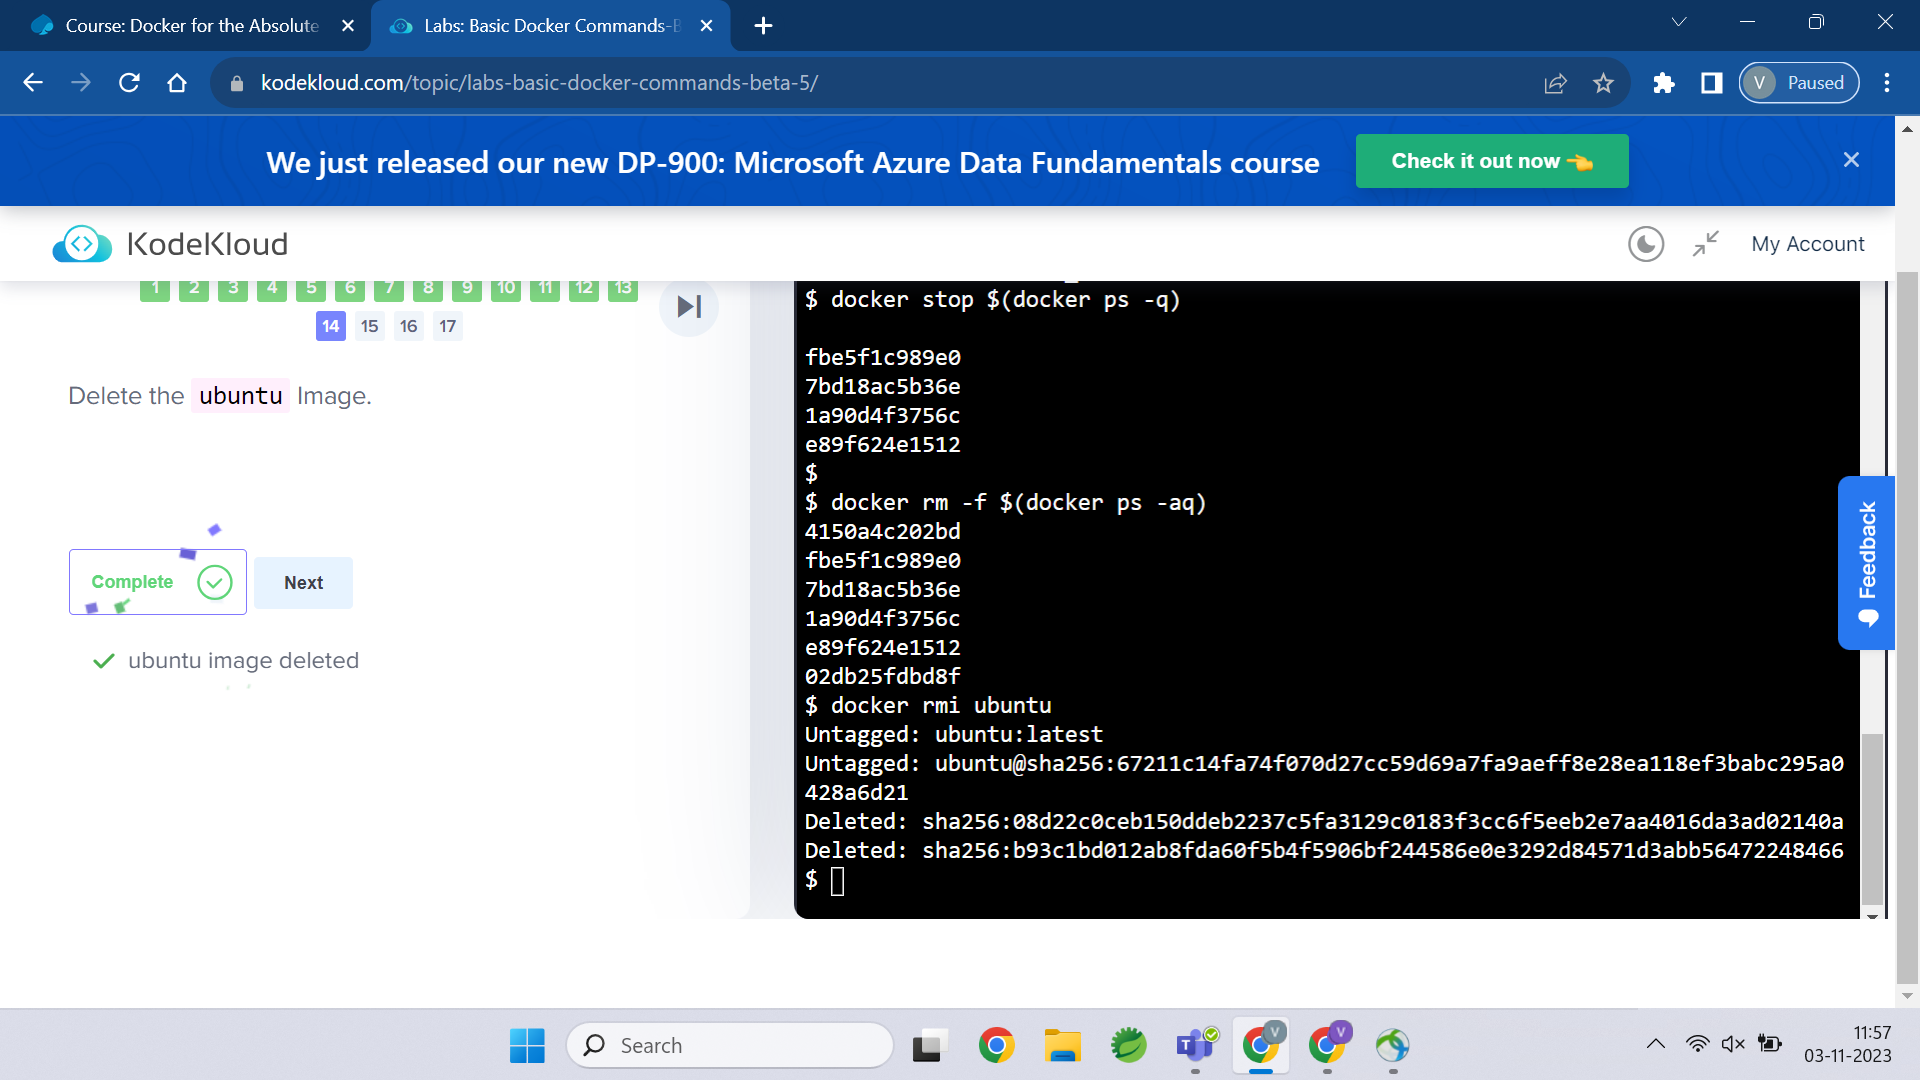 Course: Docker for the Absolute
Labs: Basic Docker Commands-B
kodekloud.com/topic/labs-basic-docker-commands-beta-5/
V Paused
We just released our new DP-900: Microsoft Azure Data Fundamentals course
Check it out now 👈
KodeKloud
My Account
1 2 3 4 5 6 7 8 9 10 11 12 13
14 15 16 17
Delete the ubuntu Image.
Complete
Next
ubuntu image deleted
$ docker stop $(docker ps -q)
fbe5f1c989e0
7bd18ac5b36e
1a90d4f3756c
e89f624e1512
$
$ docker rm -f $(docker ps -aq)
4150a4c202bd
fbe5f1c989e0
7bd18ac5b36e
1a90d4f3756c
e89f624e1512
02db25fdbd8f
$ docker rmi ubuntu
Untagged: ubuntu:latest
Untagged: ubuntu@sha256:67211c14fa74f070d27cc59d69a7fa9aeff8e28ea118ef3babc295a0
428a6d21
Deleted: sha256:08d22c0ceb150ddeb2237c5fa3129c0183f3cc6f5eeb2e7aa4016da3ad02140a
Deleted: sha256:b93c1bd012ab8fda60f5b4f5906bf244586e0e3292d84571d3abb56472248466
$
Feedback
Search
T
V
V
11:57
03-11-2023